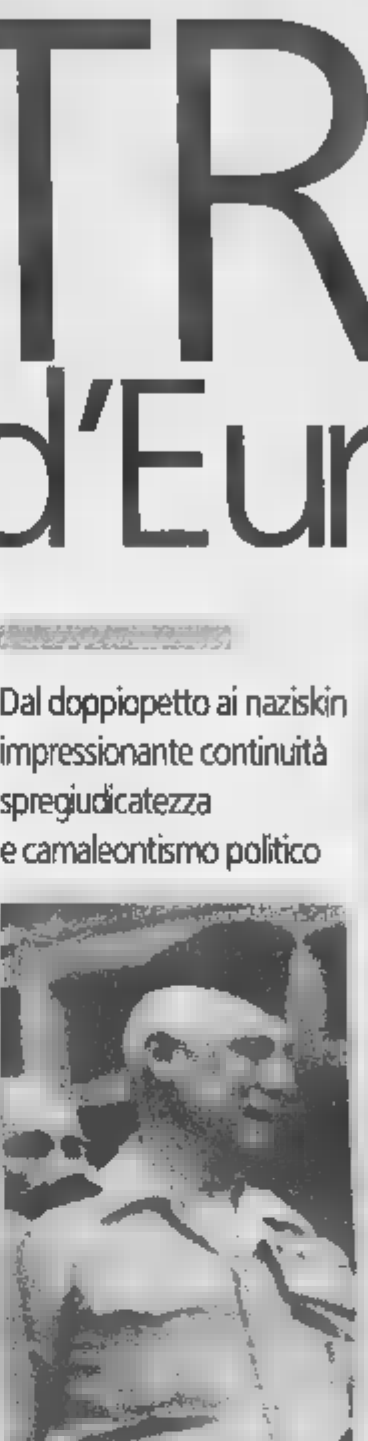 TR
d'Eur
Dal doppiopetto ai naziskin
impressionante continuità
spregiudicatezza
e camaleontismo politico